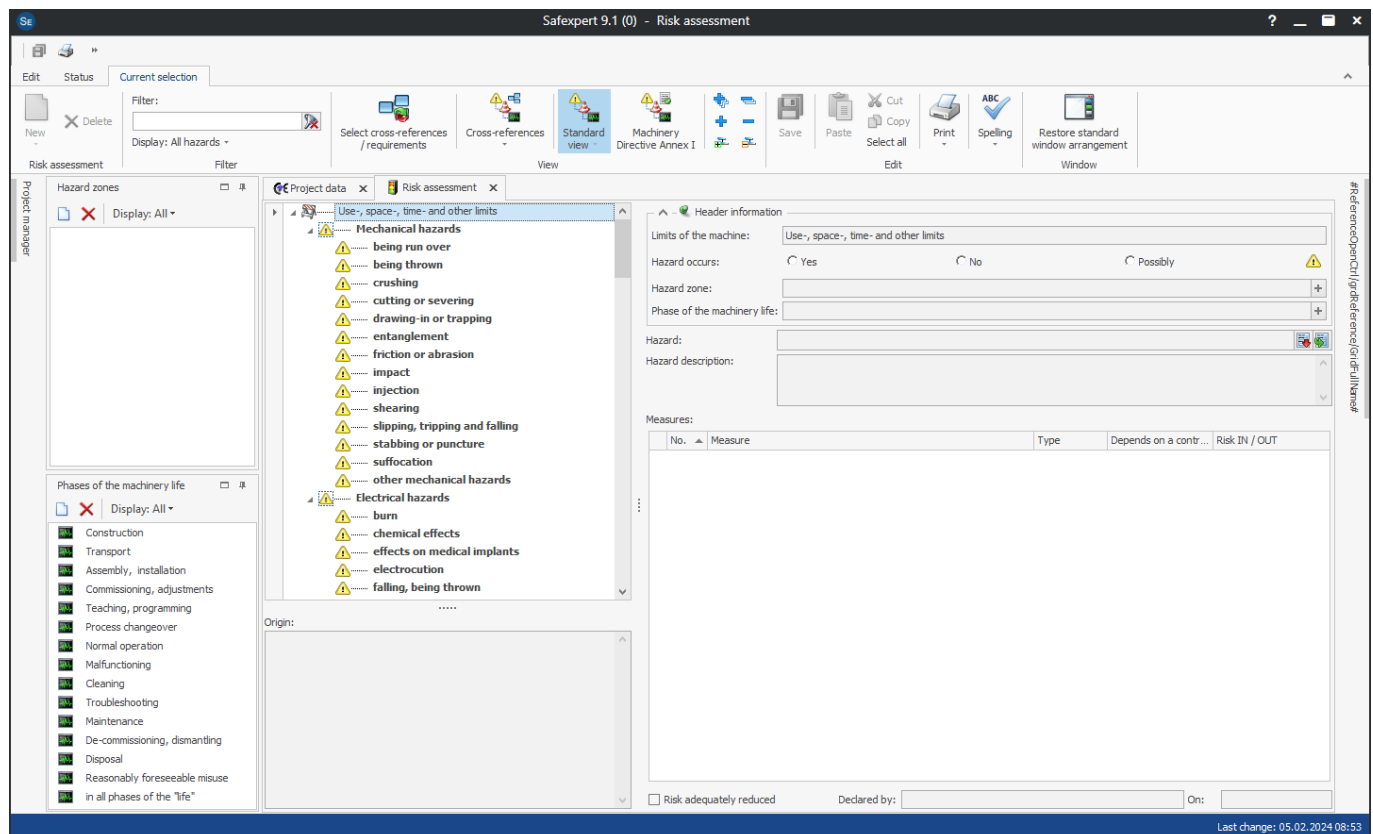 SE
Safexpert 9.1 (0) - Risk assessment
?
Edit Status Current selection
New
Delete
Risk assessment
Filter:
Display: All hazards
Filter
Select cross-references
/ requirements
Cross-references
Standard
view
Machinery
Directive Annex I
View
Save
Paste
Cut
Copy
Select all
Print
ABC
Spelling
Edit
Restore standard
window arrangement
Window
Project manager
Hazard zones
Display: All
Phases of the machinery life
Display: All
Construction
Transport
Assembly, installation
Commissioning, adjustments
Teaching, programming
Process changeover
Normal operation
Malfunctioning
Cleaning
Troubleshooting
Maintenance
De-commissioning, dismantling
Disposal
Reasonably foreseeable misuse
in all phases of the "life"
Project data x
Risk assessment x
Use-, space-, time- and other limits
Mechanical hazards
being run over
being thrown
crushing
cutting or severing
drawing-in or trapping
entanglement
friction or abrasion
impact
injection
shearing
slipping, tripping and falling
stabbing or puncture
suffocation
other mechanical hazards
Electrical hazards
burn
chemical effects
effects on medical implants
electrocution
falling, being thrown
Origin:
Header information
Limits of the machine: Use-, space-, time- and other limits
Hazard occurs: Yes No Possibly
Hazard zone:
Phase of the machinery life:
Hazard:
Hazard description:
Measures:
No. Measure Type Depends on a contr... Risk IN / OUT
Risk adequately reduced Declared by: On:
#ReferenceOpenCtrl/grdReference/GridFullName#
Last change: 05.02.2024 08:53